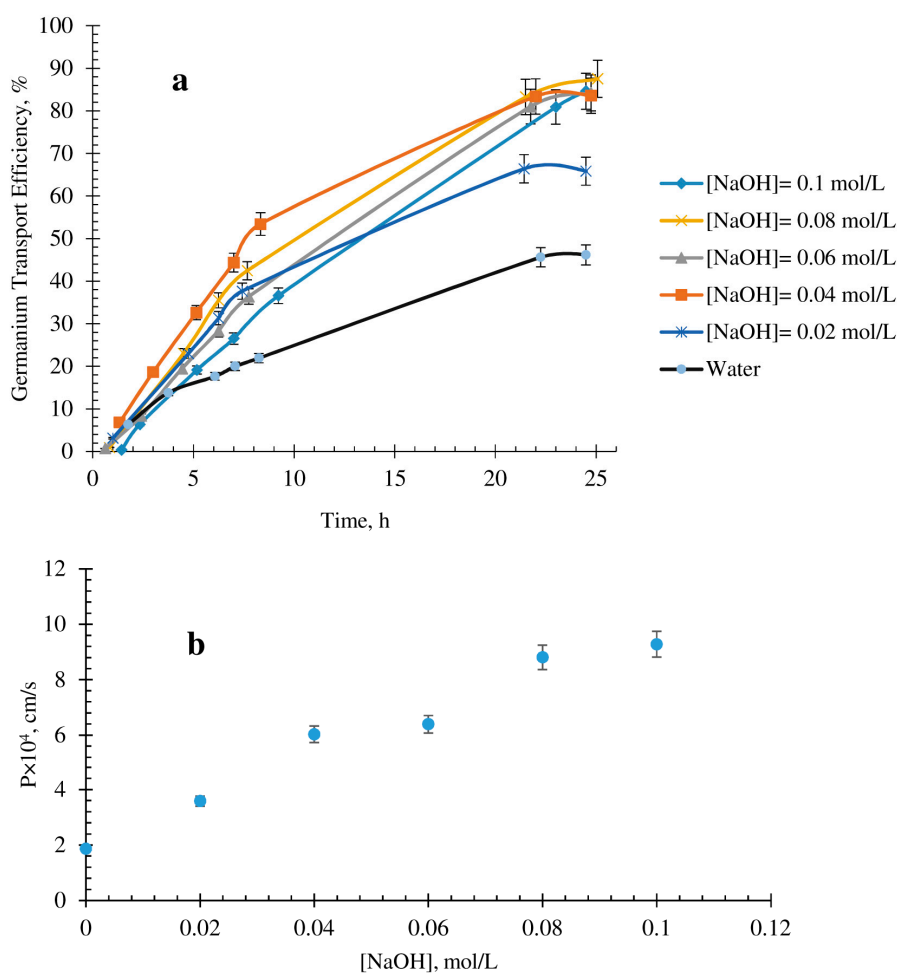 a
Germanium Transport Efficiency, %
100
90
80
70
60
50
40
30
20
10
0
0 5 10 15 20 25
Time, h
[NaOH]= 0.1 mol/L
[NaOH]= 0.08 mol/L
[NaOH]= 0.06 mol/L
[NaOH]= 0.04 mol/L
[NaOH]= 0.02 mol/L
Water
b
P×10⁴, cm/s
12
10
8
6
4
2
0
0 0.02 0.04 0.06 0.08 0.1 0.12
[NaOH], mol/L